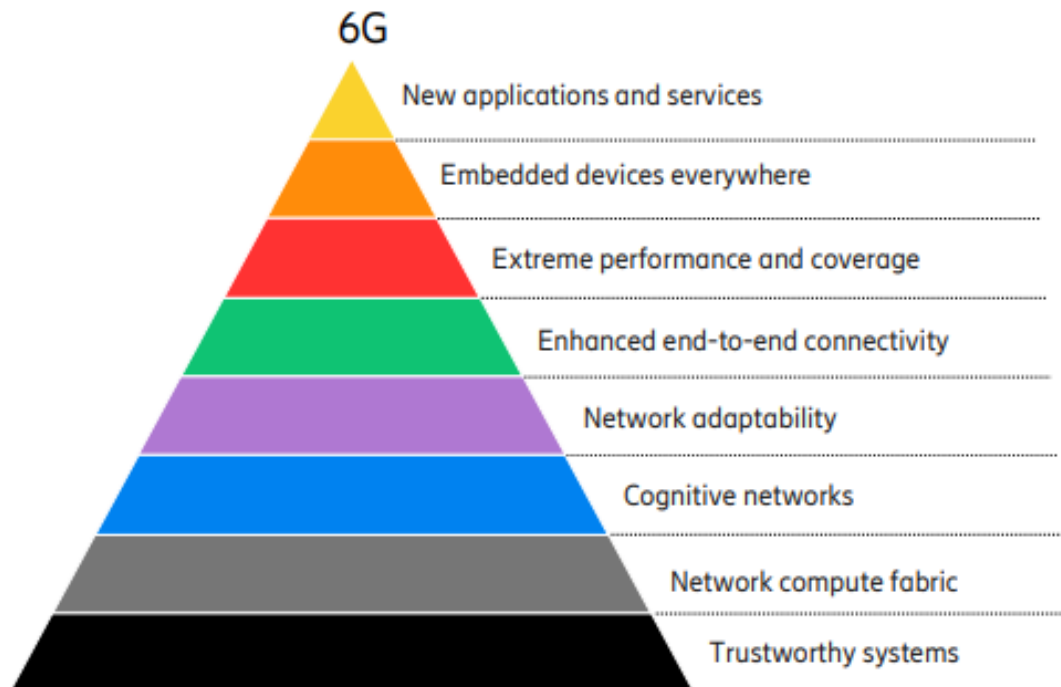 6G
New applications and services
Embedded devices everywhere
Extreme performance and coverage
Enhanced end-to-end connectivity
Network adaptability
Cognitive networks
Network compute fabric
Trustworthy systems